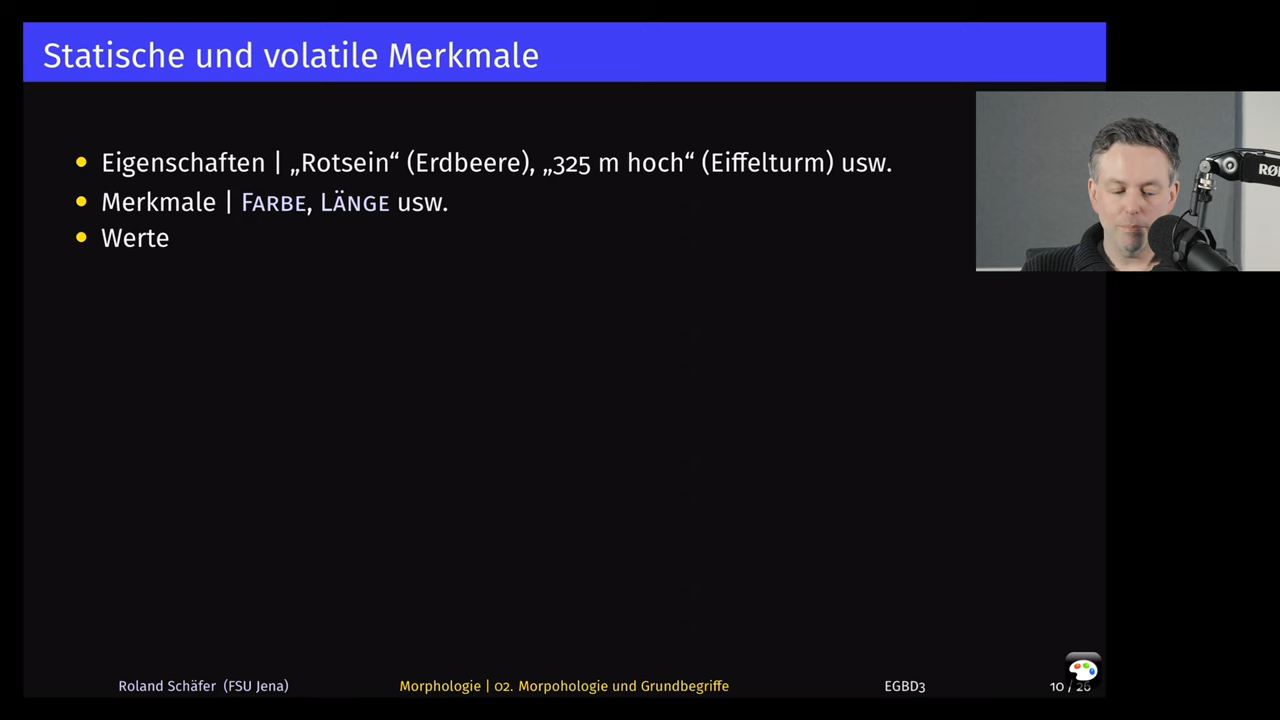 Statische und volatile Merkmale
Eigenschaften | „Rotsein“ (Erdbeere), „325 m hoch“ (Eiffelturm) usw.
Merkmale | FARBE, LÄNGE usw.
Werte
RØ
Roland Schäfer (FSU Jena)
Morphologie | 02. Morpohologie und Grundbegriffe
EGBD3
10 / 26